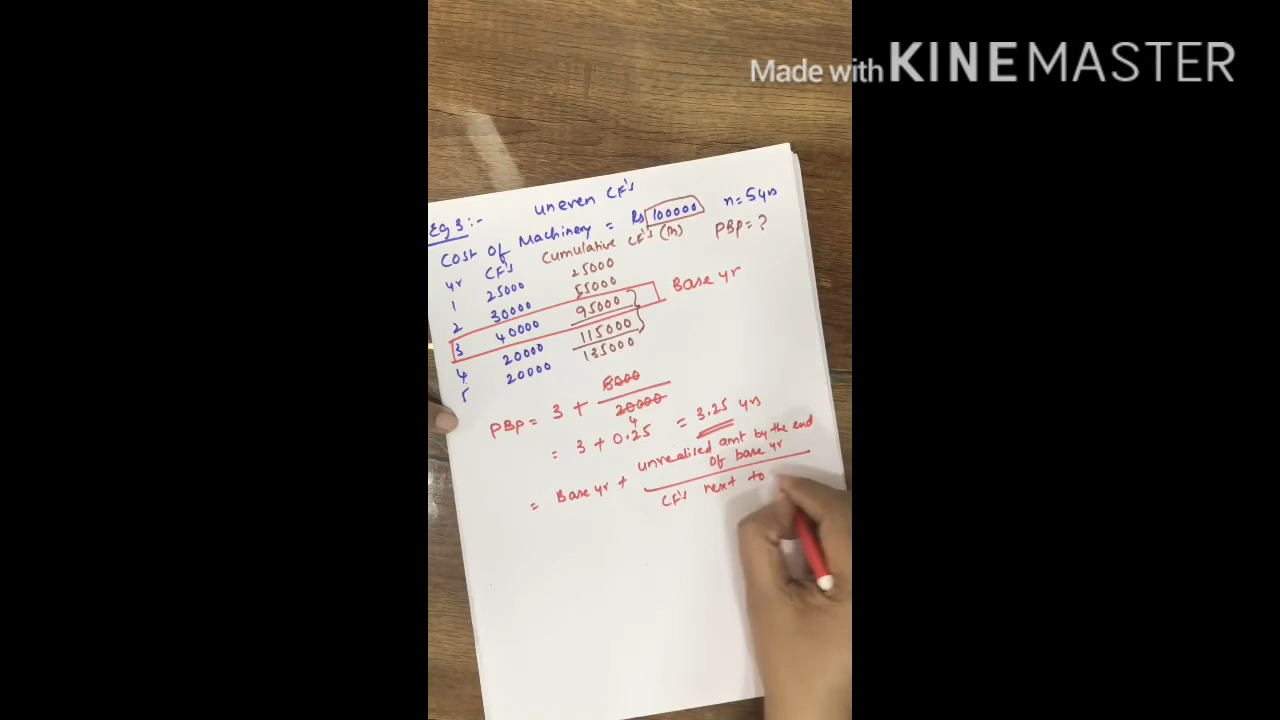 Made with KINEMASTER
uneven CF's
Eg 3:-
Cost of Machinery = Rs 100000 n = 5 yrs
PBP = ?
yr CF's Cumulative CF's (Rs)
1 25000 25000
2 30000 55000
3 40000 95000 Base yr
4 20000 115000
5 20000 135000
PBP = 3 + 5000
20000
4
= 3 + 0.25 = 3.25 yrs
= Base yr + unrealised amt by the end
of base yr
CF's next to